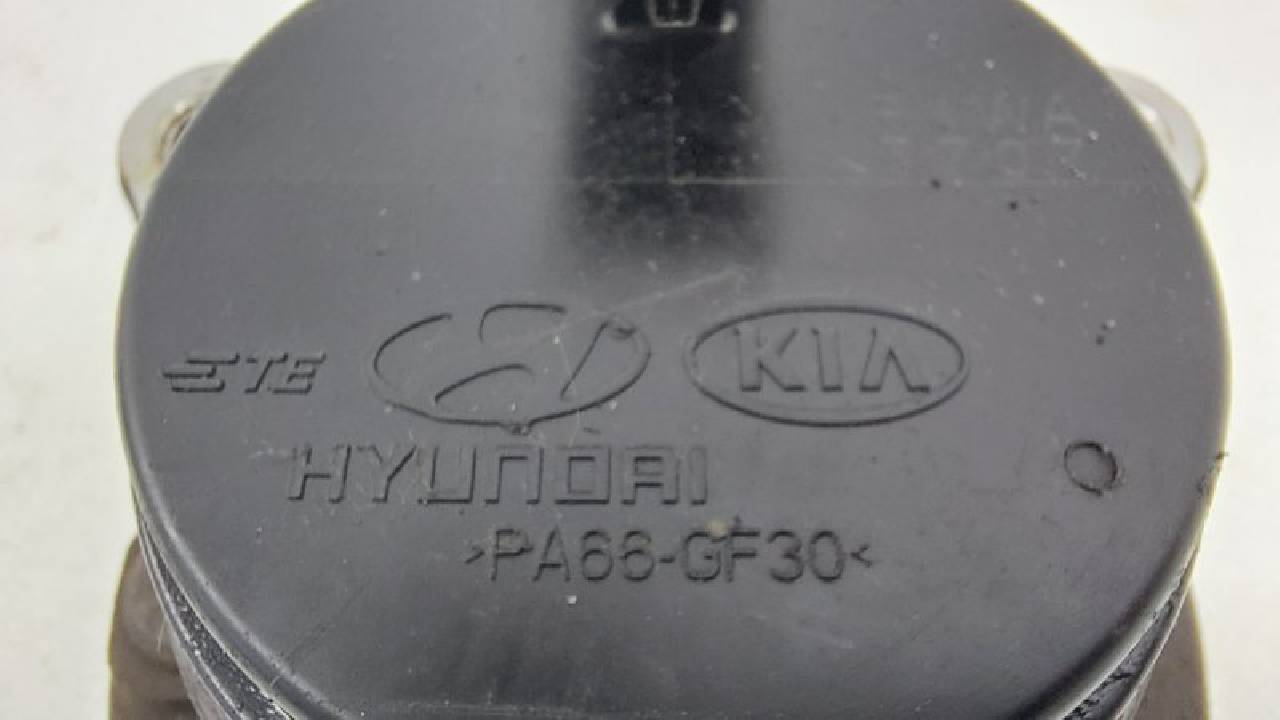 TE KIA
HYUNDAI
>PA66-GF30<